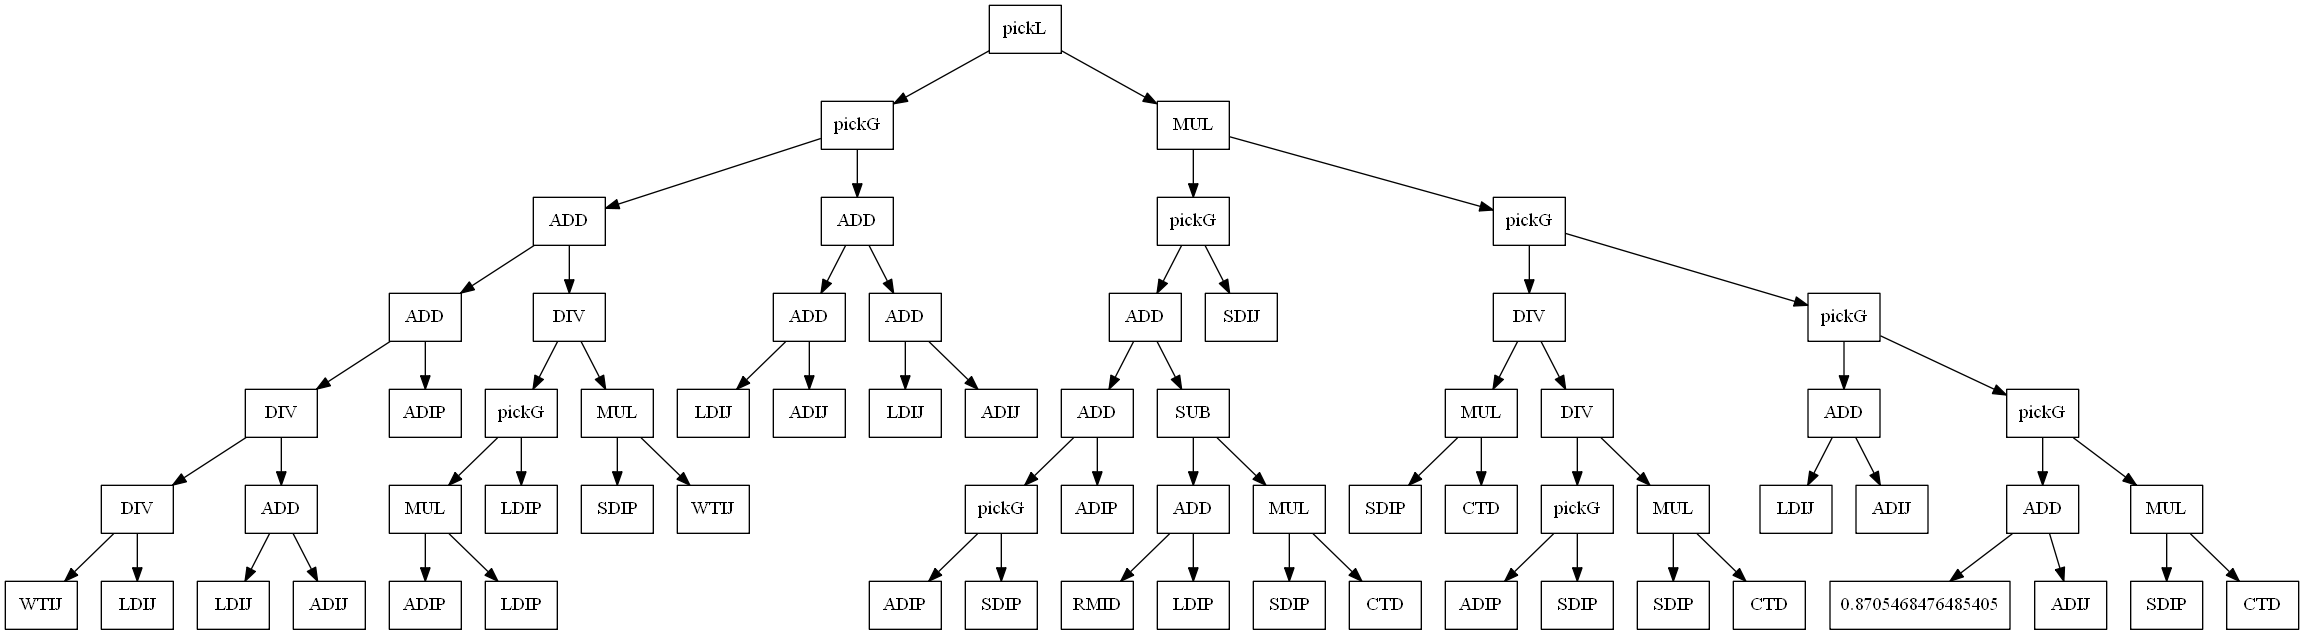 pickL
pickG MUL
ADD ADD pickG pickG
ADD DIV ADD ADD ADD SDIJ DIV pickG
DIV ADIP pickG MUL LDIJ ADIJ LDIJ ADIJ ADD SUB MUL DIV ADD pickG
DIV ADD MUL LDIP SDIP WTIJ pickG ADIP ADD MUL SDIP CTD pickG MUL LDIJ ADIJ ADD MUL
WTIJ LDIJ LDIJ ADIJ ADIP LDIP ADIP SDIP RMID LDIP SDIP CTD ADIP SDIP SDIP CTD 0.8705468476485405 ADIJ SDIP CTD